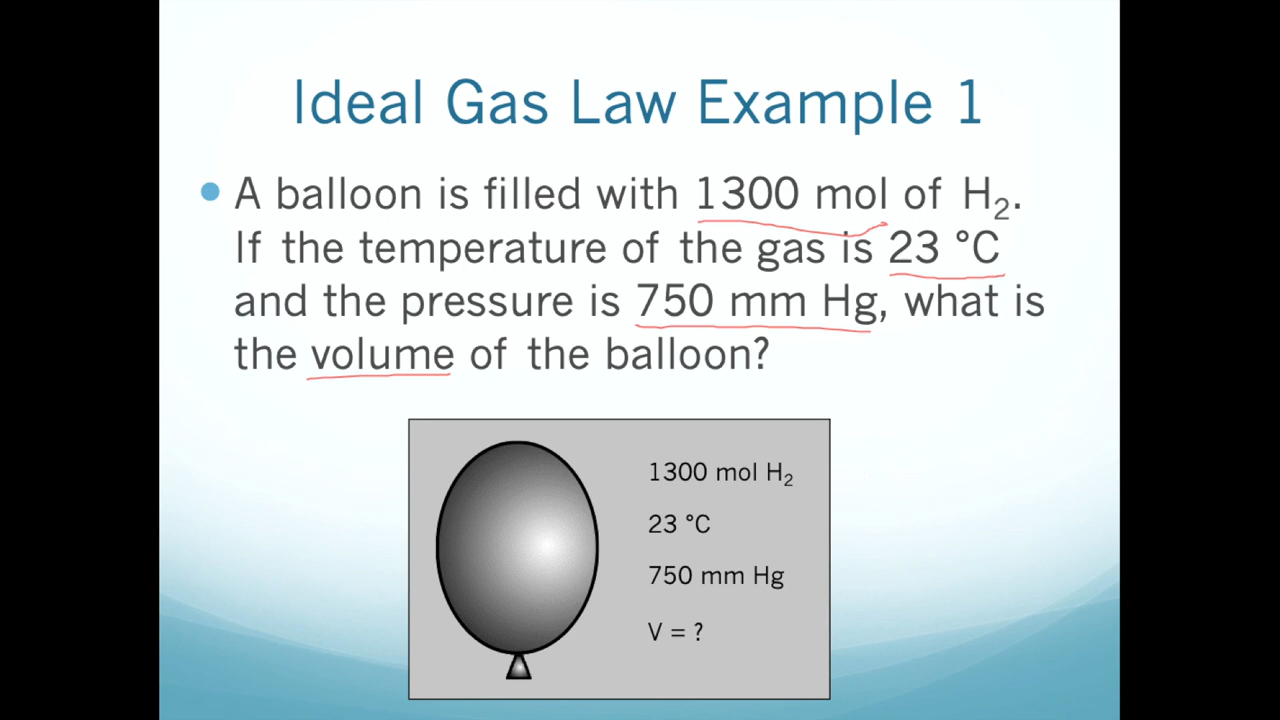 Ideal Gas Law Example 1
• A balloon is filled with 1300 mol of H₂.
If the temperature of the gas is 23 °C
and the pressure is 750 mm Hg, what is
the volume of the balloon?
1300 mol H₂
23 °C
750 mm Hg
V = ?